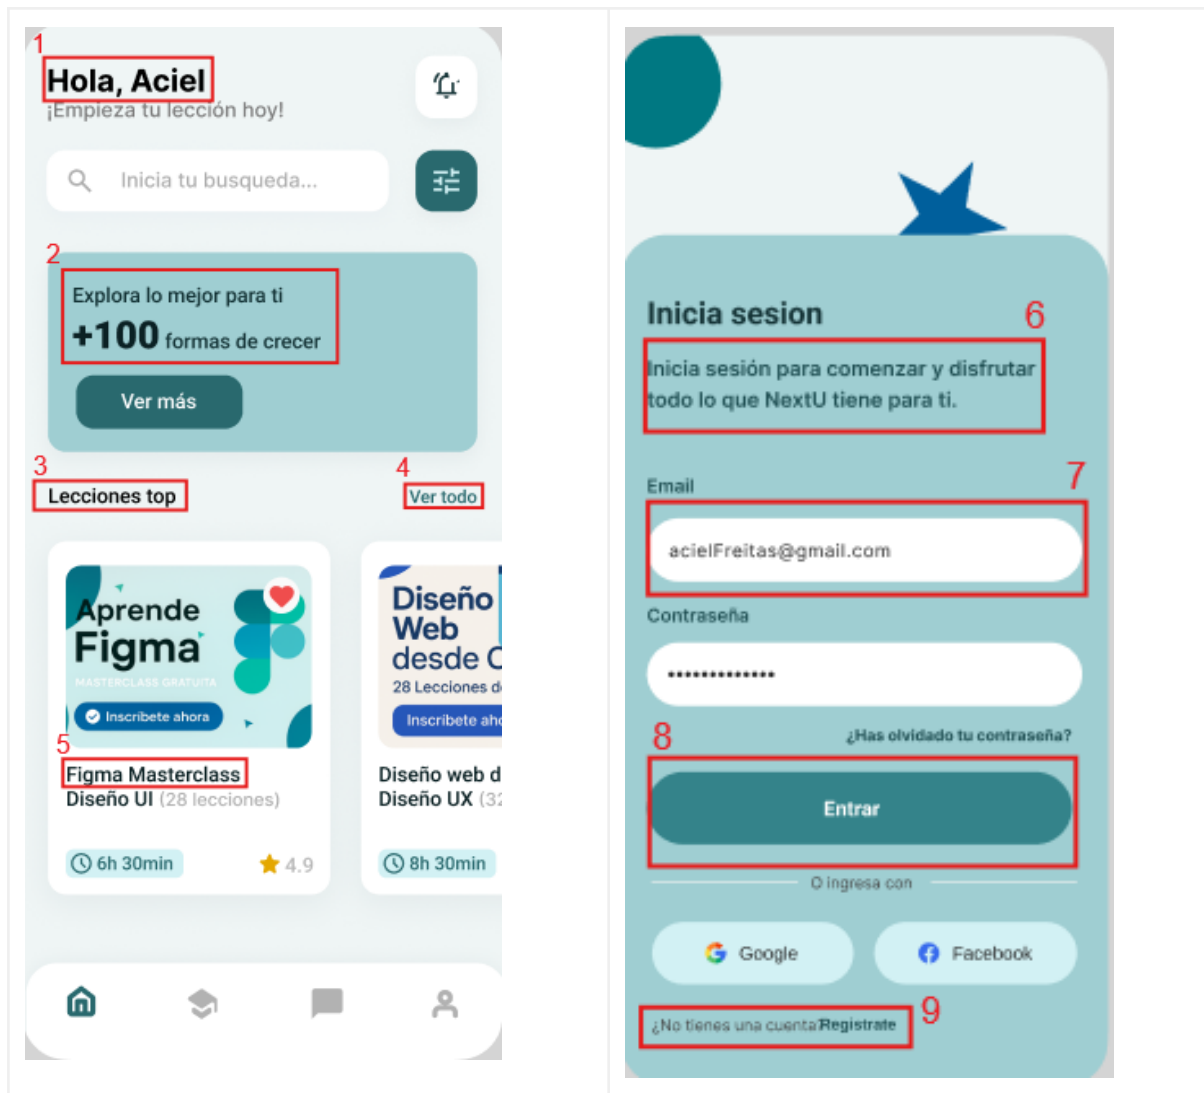 1
Hola, Aciel
¡Empieza tu lección hoy!
Inicia tu busqueda...
2
Explora lo mejor para ti
+100 formas de crecer
Ver más
3
Lecciones top
4
Ver todo
Aprende
Figma
MASTERCLASS GRATUITA
Inscríbete ahora
5
Figma Masterclass
Diseño UI (28 lecciones)
6h 30min
4.9
Diseño
Web
desde C
28 Lecciones d
Inscríbete aho
Diseño web d
Diseño UX (32
8h 30min
Inicia sesion
6
Inicia sesión para comenzar y disfrutar
todo lo que NextU tiene para ti.
7
Email
acielFreitas@gmail.com
Contraseña
•••••••••••••
¿Has olvidado tu contraseña?
8
Entrar
O ingresa con
Google
Facebook
9
¿No tienes una cuenta?Registrate